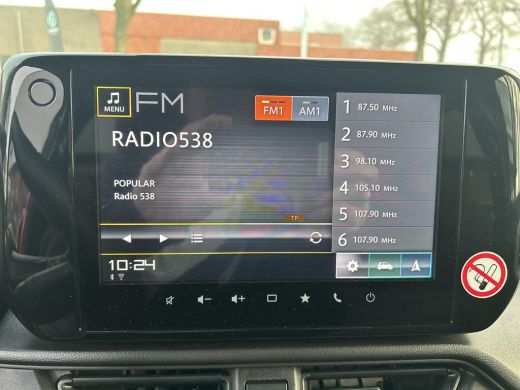 MENU
FM
FM1
AM1
RADIO538
POPULAR
Radio 538
TP
1 87.50 MHz
2 87.90 MHz
3 98.10 MHz
4 105.10 MHz
5 107.90 MHz
6 107.90 MHz
10:24